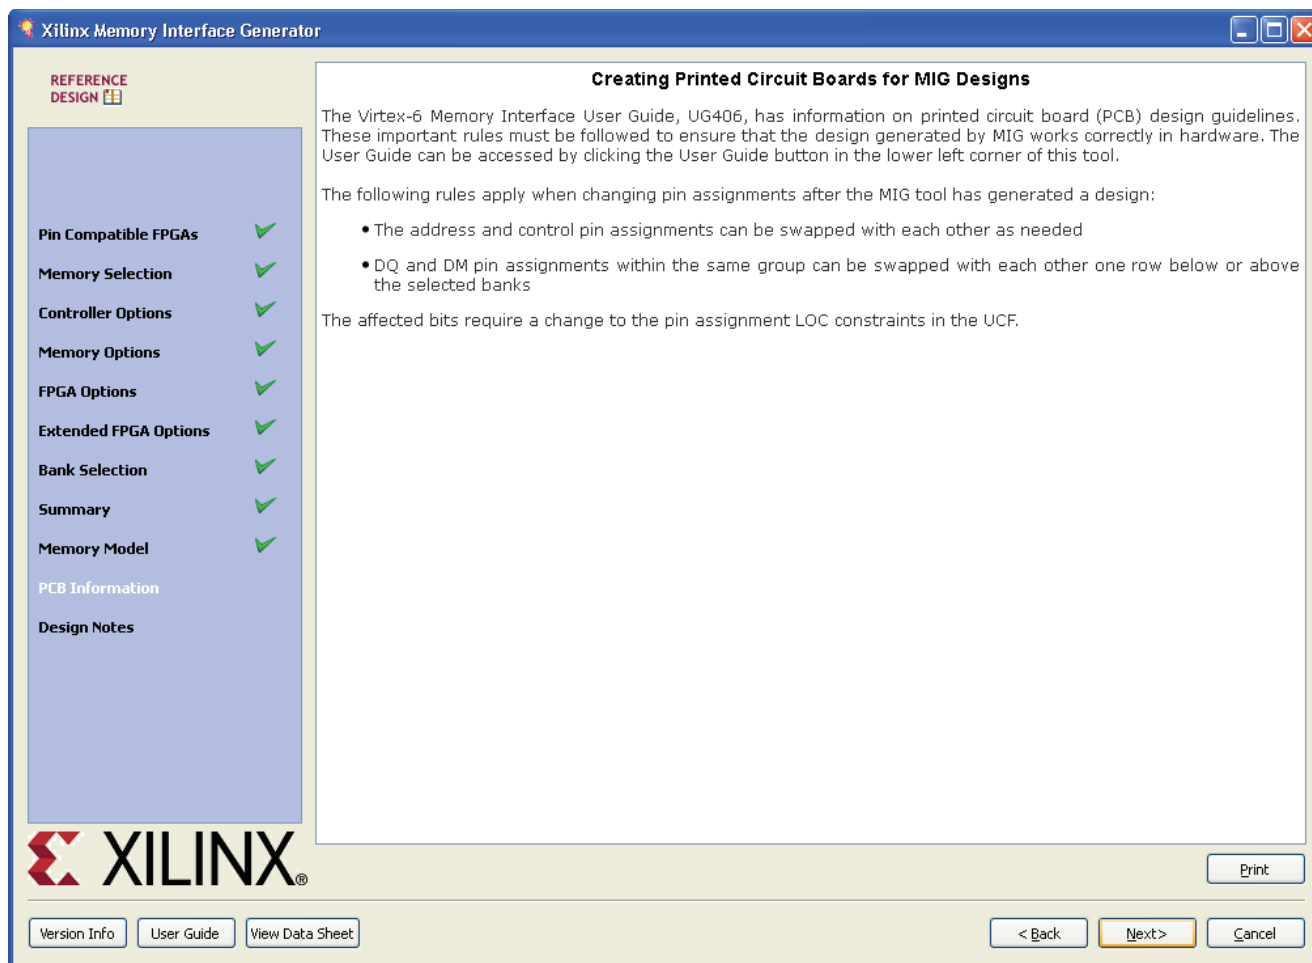 Xilinx Memory Interface Generator
REFERENCE
DESIGN
Pin Compatible FPGAs
Memory Selection
Controller Options
Memory Options
FPGA Options
Extended FPGA Options
Bank Selection
Summary
Memory Model
PCB Information
Design Notes
Creating Printed Circuit Boards for MIG Designs
The Virtex-6 Memory Interface User Guide, UG406, has information on printed circuit board (PCB) design guidelines.
These important rules must be followed to ensure that the design generated by MIG works correctly in hardware. The
User Guide can be accessed by clicking the User Guide button in the lower left corner of this tool.
The following rules apply when changing pin assignments after the MIG tool has generated a design:
• The address and control pin assignments can be swapped with each other as needed
• DQ and DM pin assignments within the same group can be swapped with each other one row below or above
the selected banks
The affected bits require a change to the pin assignment LOC constraints in the UCF.
XILINX®
Print
Version Info
User Guide
View Data Sheet
< Back
Next>
Cancel